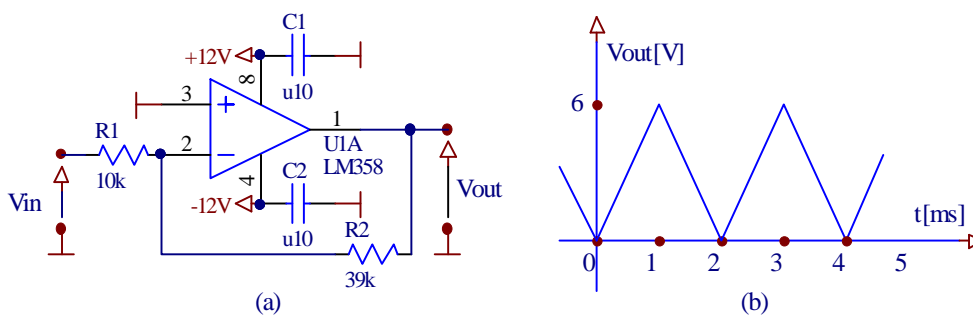 C1
+12V
u10
8
3
2
1
R1
10k
U1A
LM358
4
C2
-12V
u10
R2
39k
Vin
Vout
(a)
Vout[V]
6
t[ms]
0 1 2 3 4 5
(b)